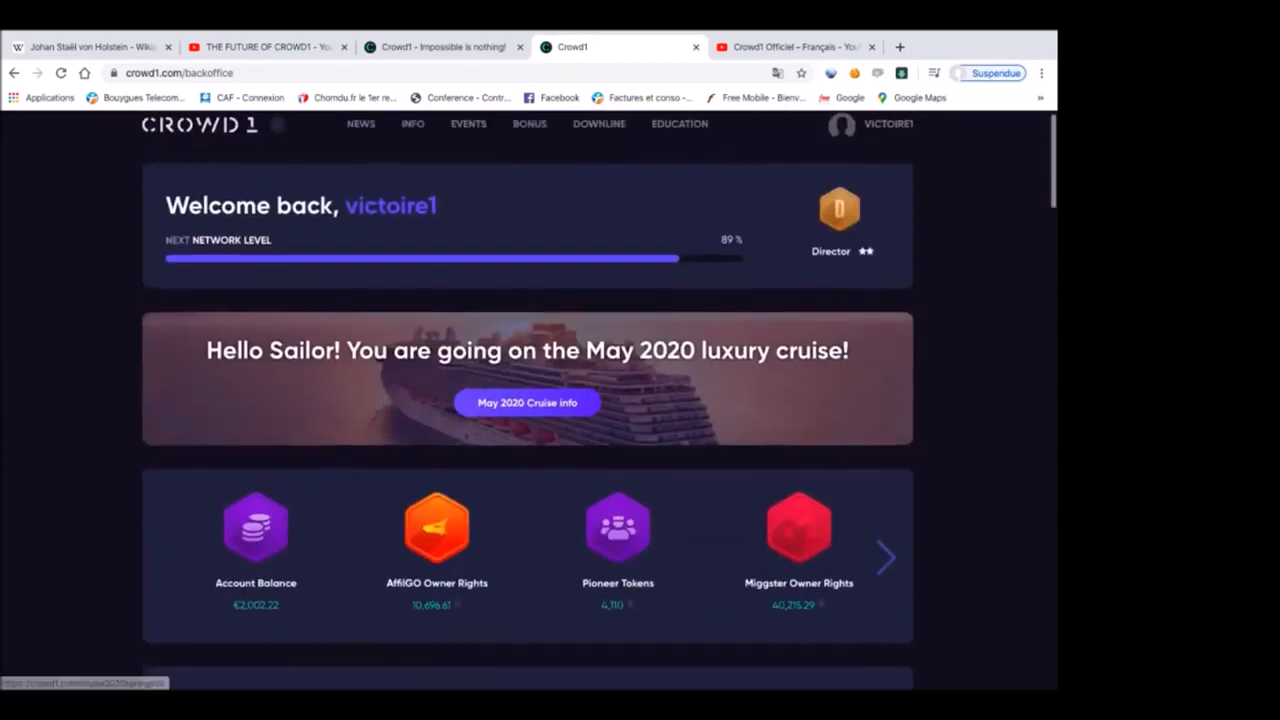 Johan Staël von Holstein - Wiki
THE FUTURE OF CROWD1 - Yo
Crowd1 - Impossible is nothing!
Crowd1
Crowd1 Officiel – Français - You
crowd1.com/backoffice
Suspendue
Applications
Bouygues Telecom...
CAF - Connexion
Chomdu.fr le 1er re...
Conference - Contr...
Facebook
Factures et conso -...
Free Mobile - Bienv...
Google
Google Maps
»
CROWD1
NEWS
INFO
EVENTS
BONUS
DOWNLINE
EDUCATION
VICTOIRE1
Welcome back, victoire1
NEXT NETWORK LEVEL
89 %
D
Director
Hello Sailor! You are going on the May 2020 luxury cruise!
May 2020 Cruise info
Account Balance
AffilGO Owner Rights
Pioneer Tokens
Miggster Owner Rights
€2,002.22
10,696.61
4,110
40,215.29